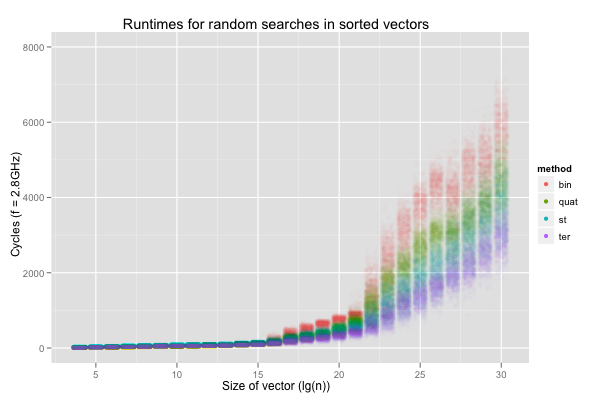 Runtimes for random searches in sorted vectors
Cycles (f = 2.8GHz)
8000
6000
4000
2000
0
5 10 15 20 25 30
Size of vector (lg(n))
method
bin
quat
st
ter